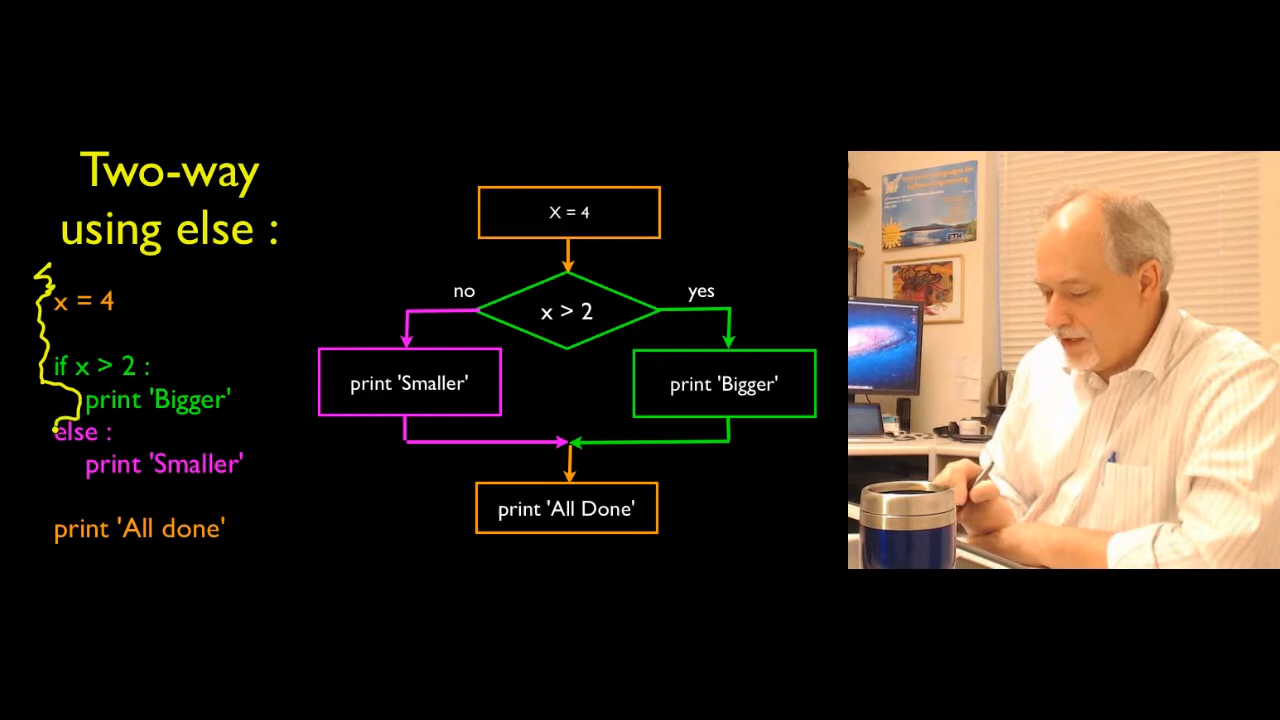 Two-way
using else :
x = 4
if x > 2 :
print 'Bigger'
else :
print 'Smaller'
print 'All done'
X = 4
no
yes
x > 2
print 'Smaller'
print 'Bigger'
print 'All Done'
ETH